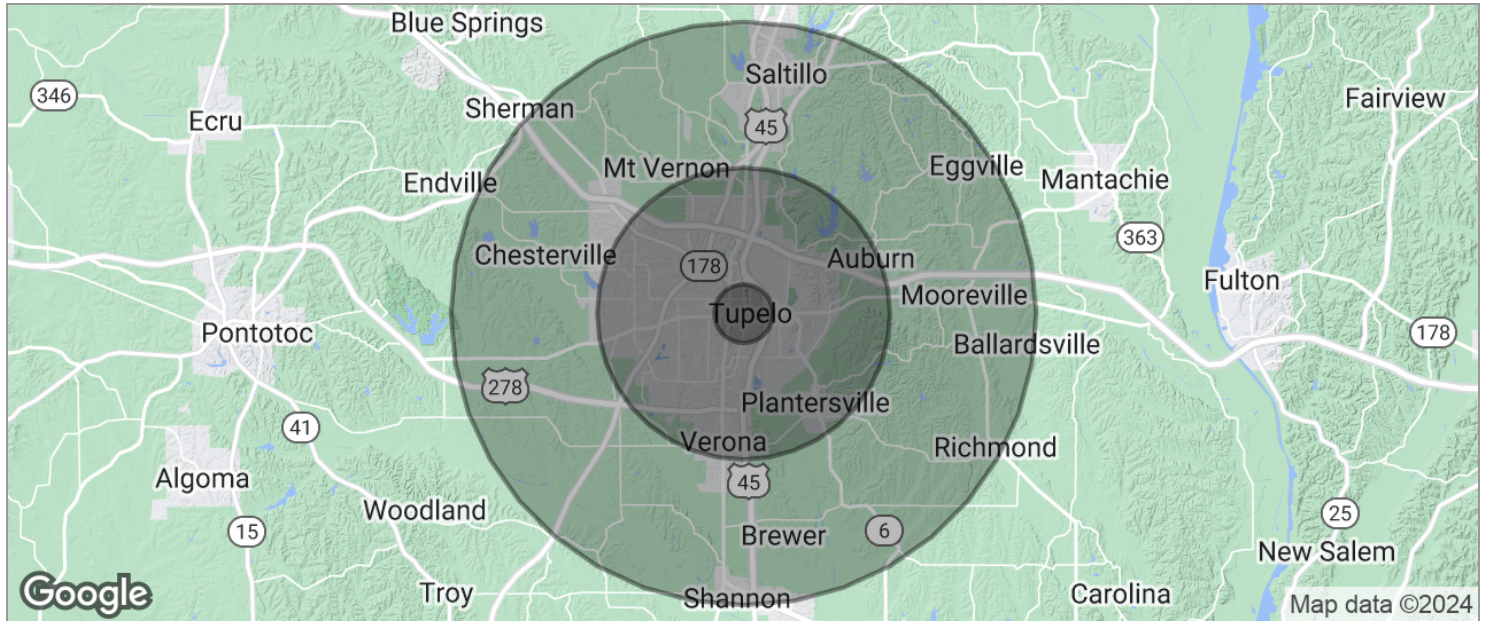 Blue Springs
Saltillo
346
Fairview
Sherman
Ecru
45
Mt Vernon
Eggville
Mantachie
Endville
363
Chesterville
178
Auburn
Fulton
Mooreville
Tupelo
Pontotoc
178
Ballardsville
278
Plantersville
41
Verona
Richmond
Algoma
45
Woodland
25
15
Brewer
6
New Salem
Troy
Shannon
Carolina
Google
Map data ©2024